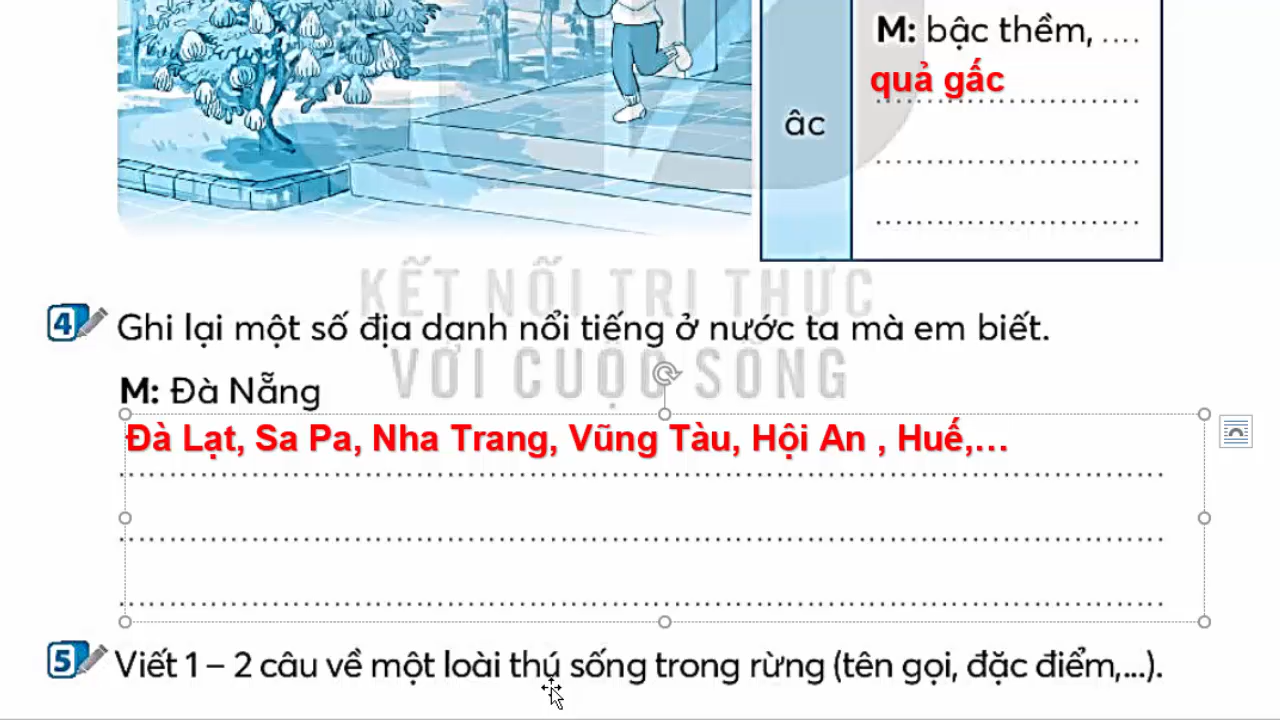 M: bậc thềm, ....
quả gấc
âc
KẾT NỐI TRI THỨC
VỚI CUỘC SỐNG
4 Ghi lại một số địa danh nổi tiếng ở nước ta mà em biết.
M: Đà Nẵng
Đà Lạt, Sa Pa, Nha Trang, Vũng Tàu, Hội An , Huế,...
5 Viết 1 – 2 câu về một loài thú sống trong rừng (tên gọi, đặc điểm,...).